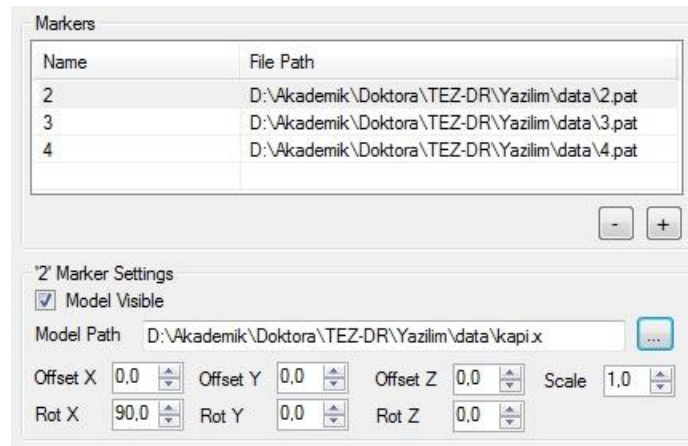 Markers
Name File Path
2 D:\Akademik\Doktora\TEZ-DR\Yazilim\data\2.pat
3 D:\Akademik\Doktora\TEZ-DR\Yazilim\data\3.pat
4 D:\Akademik\Doktora\TEZ-DR\Yazilim\data\4.pat
- +
'2' Marker Settings
Model Visible
Model Path D:\Akademik\Doktora\TEZ-DR\Yazilim\data\kapi.x ...
Offset X 0,0 Offset Y 0,0 Offset Z 0,0 Scale 1,0
Rot X 90,0 Rot Y 0,0 Rot Z 0,0